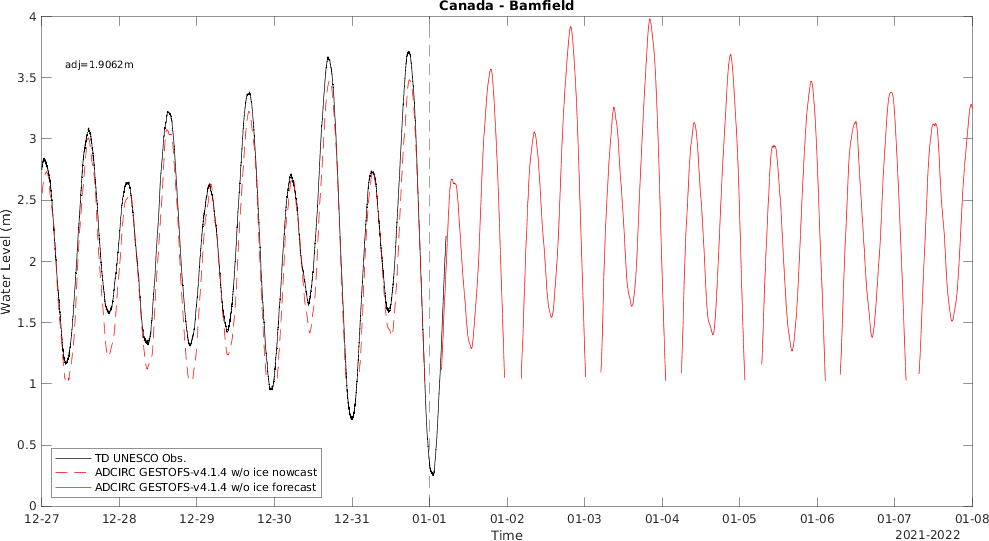 Canada - Bamfield
adj=1.9062m
4
3.5
3
2.5
2
1.5
1
0.5
0
Water Level (m)
TD UNESCO Obs.
ADCIRC GESTOFS-v4.1.4 w/o ice nowcast
ADCIRC GESTOFS-v4.1.4 w/o ice forecast
12-27 12-28 12-29 12-30 12-31 01-01 01-02 01-03 01-04 01-05 01-06 01-07 01-08
Time
2021-2022